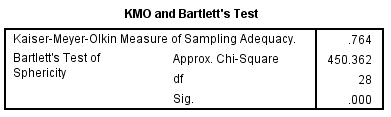 KMO and Bartlett's Test
Kaiser-Meyer-Olkin Measure of Sampling Adequacy. .764
Bartlett's Test of Approx. Chi-Square 450.362
Sphericity df 28
Sig. .000